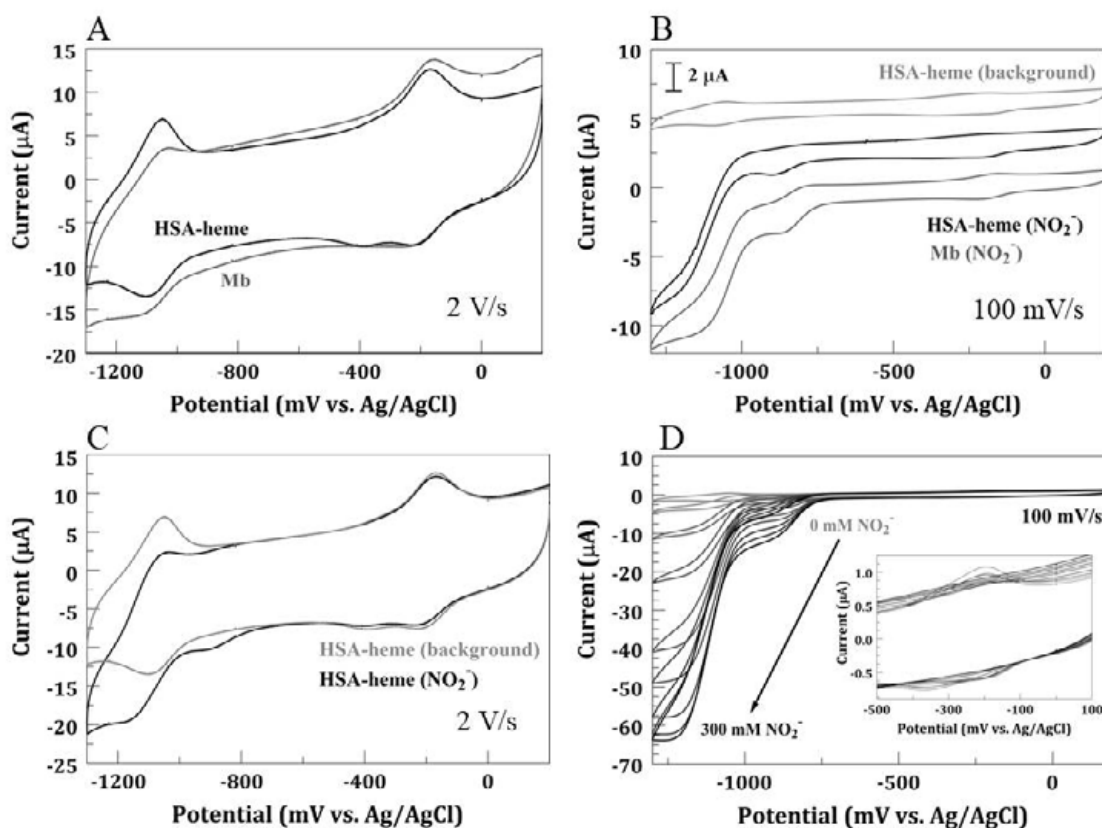 A
15
10
5
0
-5
-10
-15
-20
Current (µA)
HSA-heme
Mb
2 V/s
-1200 -800 -400 0
Potential (mV vs. Ag/AgCl)
B
10
5
0
-5
-10
Current (µA)
2 µA
HSA-heme (background)
HSA-heme (NO₂⁻)
Mb (NO₂⁻)
100 mV/s
-1000 -500 0
Potential (mV vs. Ag/AgCl)
C
15
10
5
0
-5
-10
-15
-20
-25
Current (µA)
HSA-heme (background)
HSA-heme (NO₂⁻)
2 V/s
-1200 -800 -400 0
Potential (mV vs. Ag/AgCl)
D
10
0
-10
-20
-30
-40
-50
-60
-70
Current (µA)
100 mV/s
0 mM NO₂⁻
300 mM NO₂⁻
1.0
0.5
0.0
-0.5
Current (µA)
-500 -300 -100 100
Potential (mV vs. Ag/AgCl)
-1000 -500 0
Potential (mV vs. Ag/AgCl)